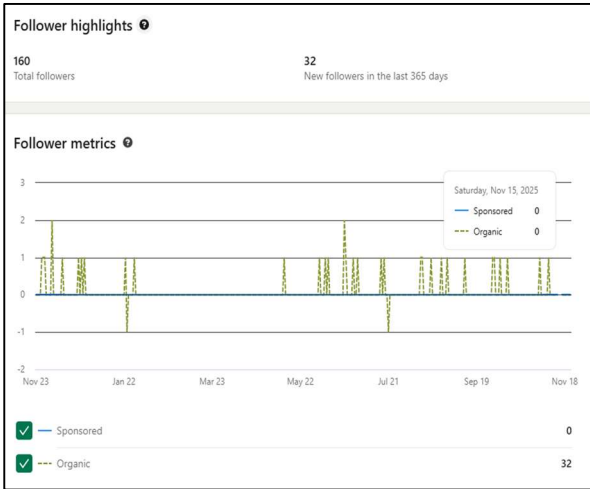 Follower highlights ?
160 32
Total followers New followers in the last 365 days
Follower metrics ?
3
Saturday, Nov 15, 2025
Sponsored 0
2
Organic 0
1
0
-1
-2
Nov 23 Jan 22 Mar 23 May 22 Jul 21 Sep 19 Nov 18
Sponsored 0
Organic 32